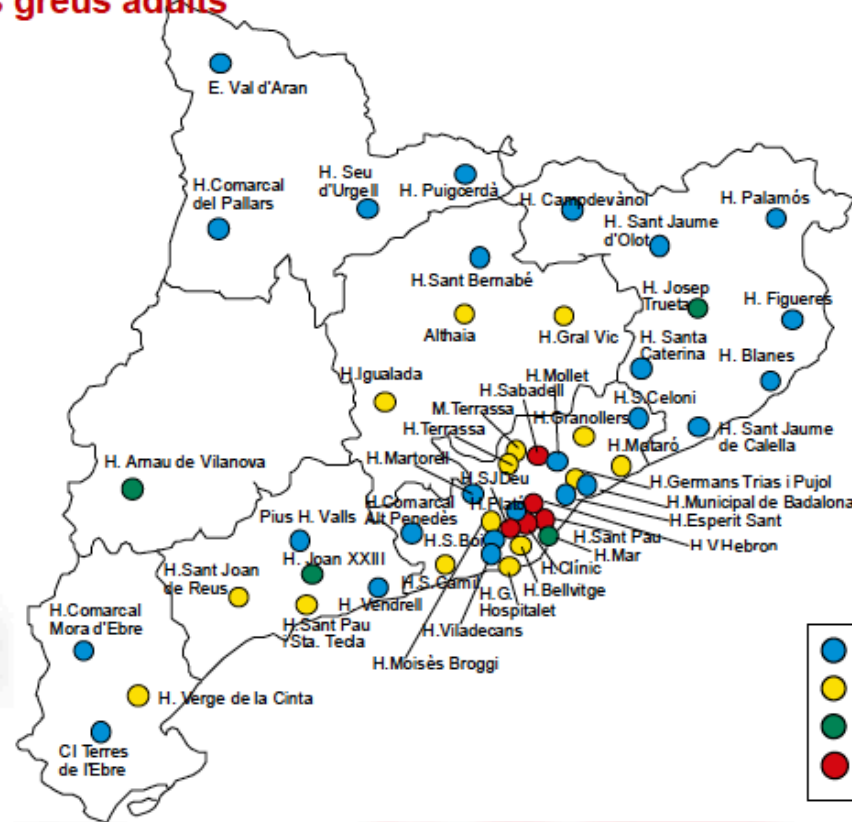 s greus adults
E. Val d'Aran
H.Comarcal
del Pallars
H. Seu
d'Urgell
H. Puigcerdà
H. Campdevànol
H. Sant Jaume
d'Olot
H. Palamós
H.Sant Bernabé
H. Josep
Trueta
H. Figueres
Althaia
H.Gral Vic
H. Santa
Caterina
H. Blanes
H.Igualada
H.Mollet
H.Sabadell
H.S.Celoni
M.Terrassa
H.Granollers
H.Terrassa
H. Sant Jaume
de Calella
H.Mataró
H.Martorell
H. Arnau de Vilanova
H.SJDeu
H.Germans Trias i Pujol
H.Municipal de Badalona
H.Comarcal
Alt Penedès
H.Plató
H.Esperit Sant
Pius H. Valls
H.S.Boi
H.Sant Pau
H VHebron
H.Mar
H. Joan XXIII
H.Clínic
H.Sant Joan
de Reus
H.S.Camil
H.Bellvitge
H. Vendrell
H.G.
Hospitalet
H.Comarcal
Mora d'Ebre
H.Sant Pau
i Sta. Tecla
H.Viladecans
H.Moisès Broggi
H. Verge de la Cinta
CI Terres
de l'Ebre